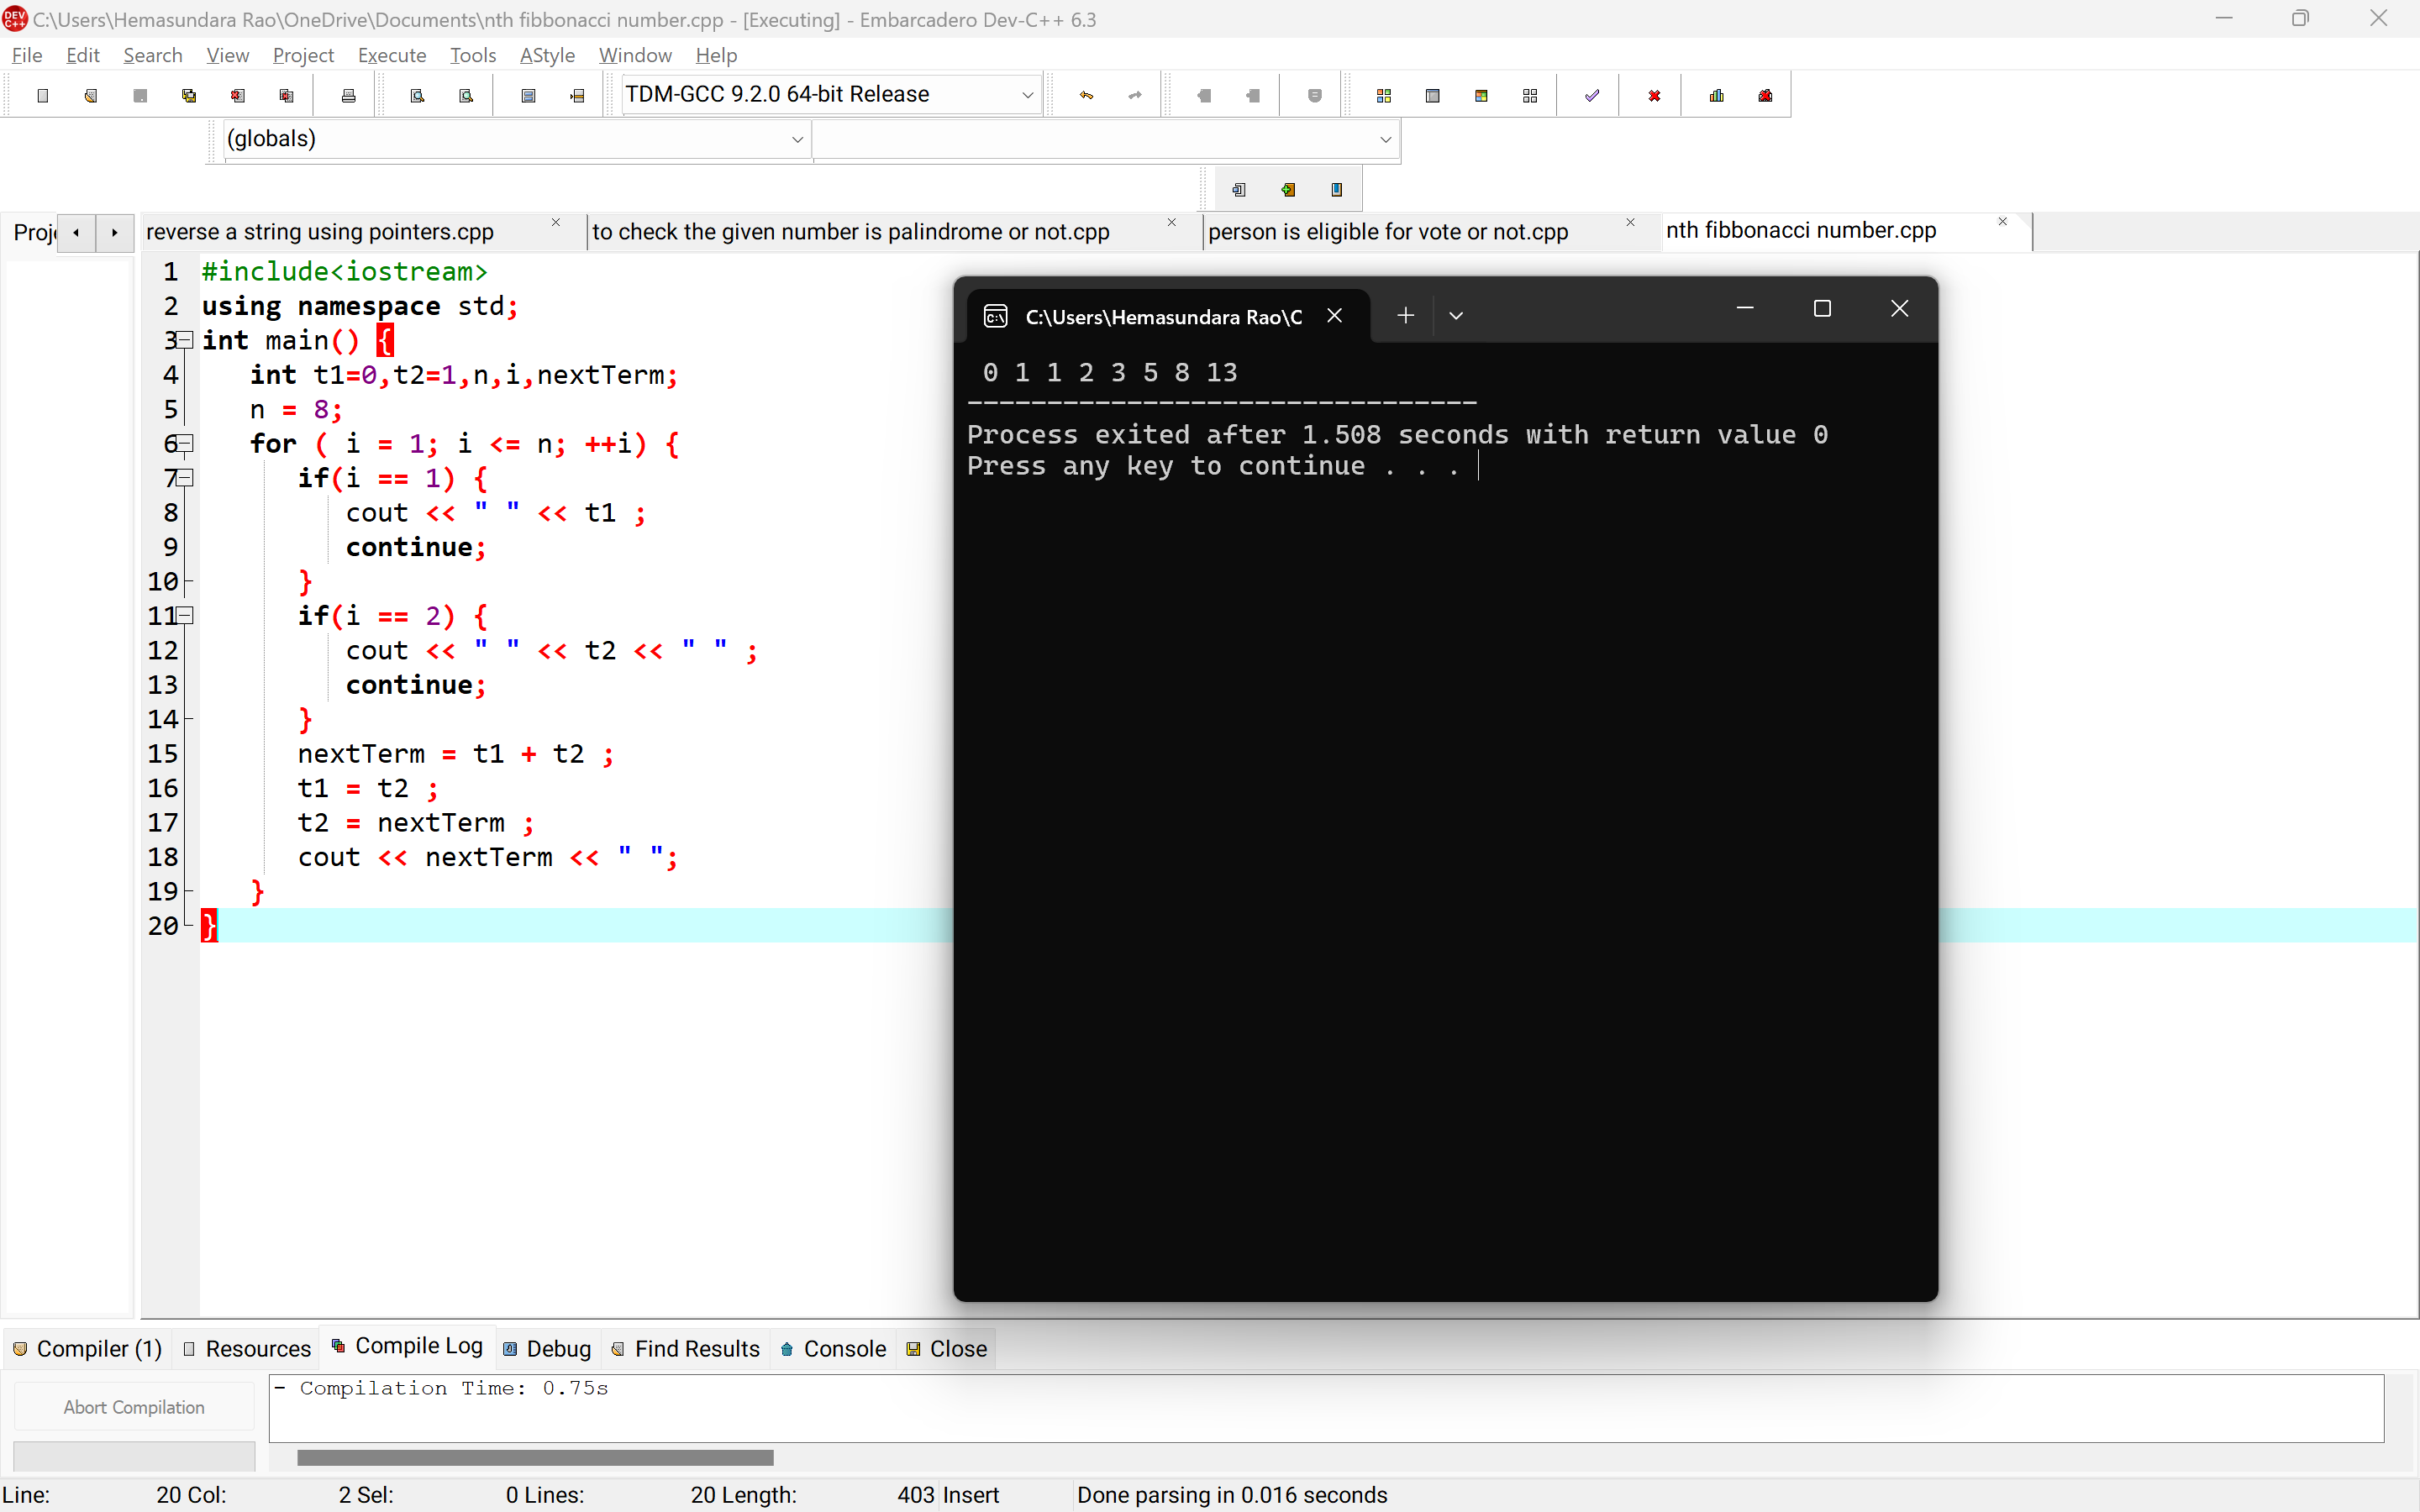 C:\Users\Hemasundara Rao\OneDrive\Documents\nth fibbonacci number.cpp - [Executing] - Embarcadero Dev-C++ 6.3
File Edit Search View Project Execute Tools AStyle Window Help
TDM-GCC 9.2.0 64-bit Release
(globals)
Proj reverse a string using pointers.cpp to check the given number is palindrome or not.cpp person is eligible for vote or not.cpp nth fibbonacci number.cpp
1 #include<iostream>
2 using namespace std;
3 int main() {
4 int t1=0,t2=1,n,i,nextTerm;
5 n = 8;
6 for ( i = 1; i <= n; ++i) {
7 if(i == 1) {
8 cout << " " << t1 ;
9 continue;
10 }
11 if(i == 2) {
12 cout << " " << t2 << " " ;
13 continue;
14 }
15 nextTerm = t1 + t2 ;
16 t1 = t2 ;
17 t2 = nextTerm ;
18 cout << nextTerm << " ";
19 }
20 }
C:\Users\Hemasundara Rao\C
0 1 1 2 3 5 8 13
--------------------------------
Process exited after 1.508 seconds with return value 0
Press any key to continue . . .
Compiler (1) Resources Compile Log Debug Find Results Console Close
Abort Compilation
- Compilation Time: 0.75s
Line: 20 Col: 2 Sel: 0 Lines: 20 Length: 403 Insert Done parsing in 0.016 seconds